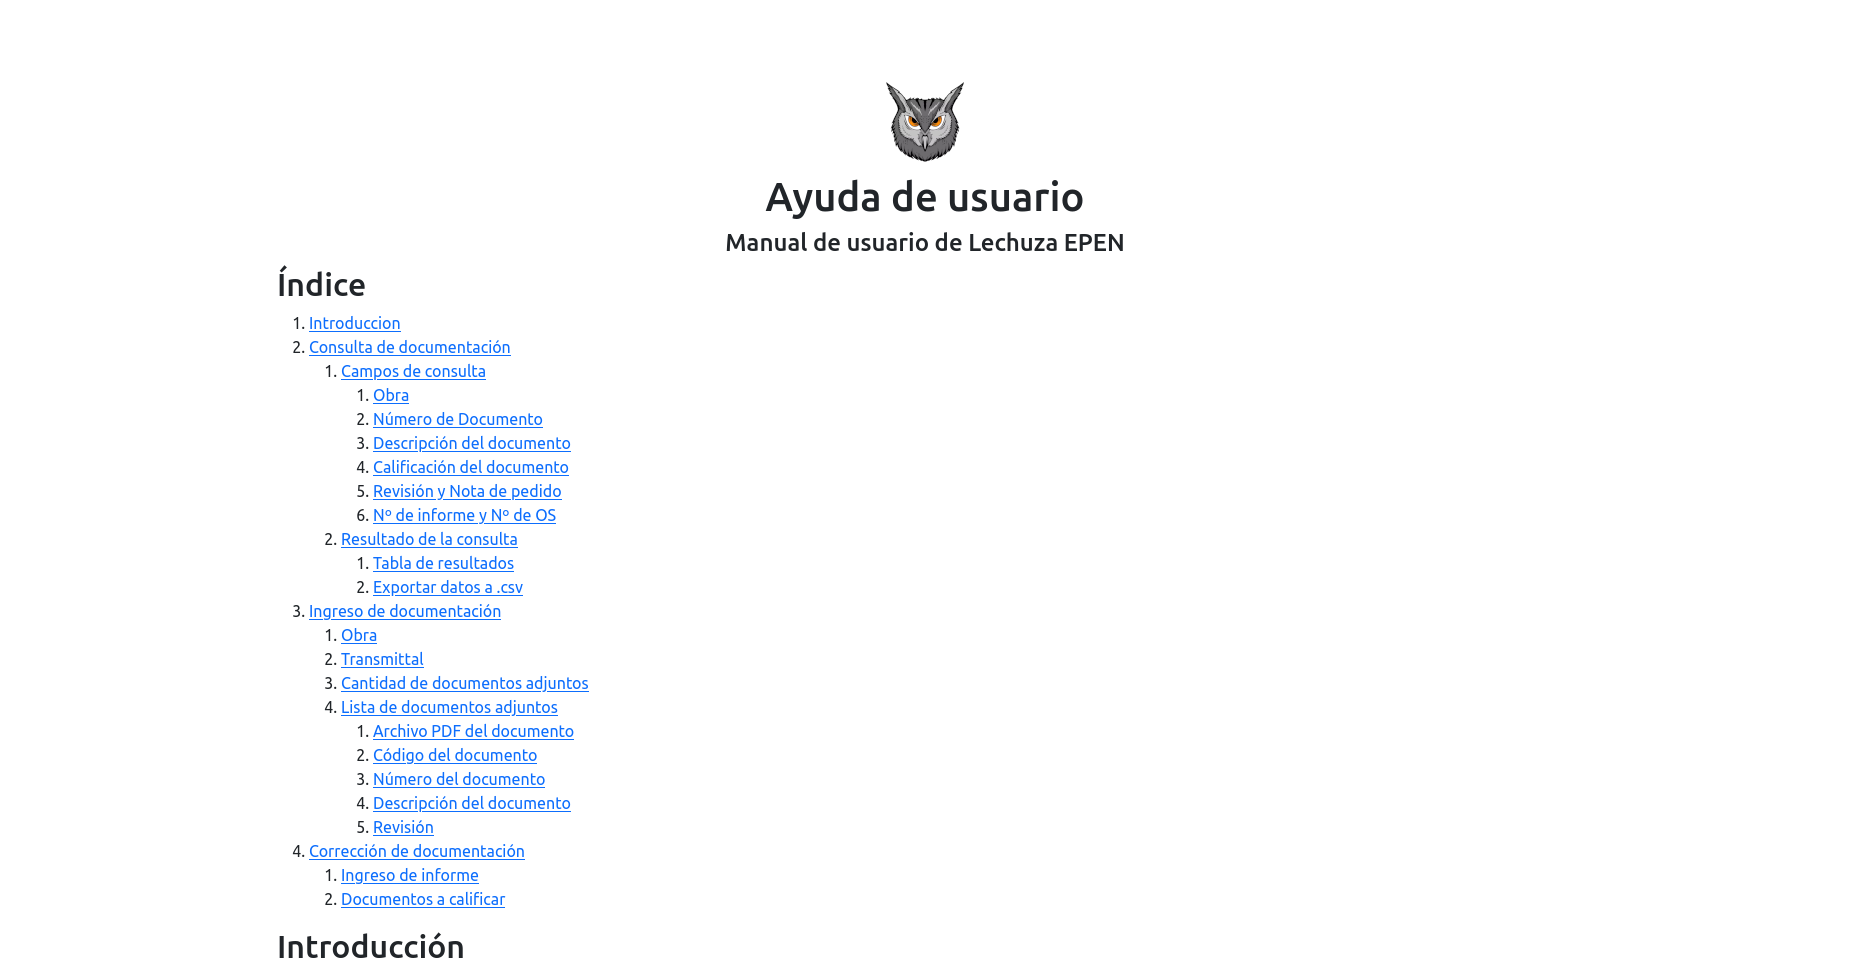 Ayuda de usuario
Manual de usuario de Lechuza EPEN
Índice
1. Introduccion
2. Consulta de documentación
1. Campos de consulta
1. Obra
2. Número de Documento
3. Descripción del documento
4. Calificación del documento
5. Revisión y Nota de pedido
6. Nº de informe y Nº de OS
2. Resultado de la consulta
1. Tabla de resultados
2. Exportar datos a .csv
3. Ingreso de documentación
1. Obra
2. Transmittal
3. Cantidad de documentos adjuntos
4. Lista de documentos adjuntos
1. Archivo PDF del documento
2. Código del documento
3. Número del documento
4. Descripción del documento
5. Revisión
4. Corrección de documentación
1. Ingreso de informe
2. Documentos a calificar
Introducción